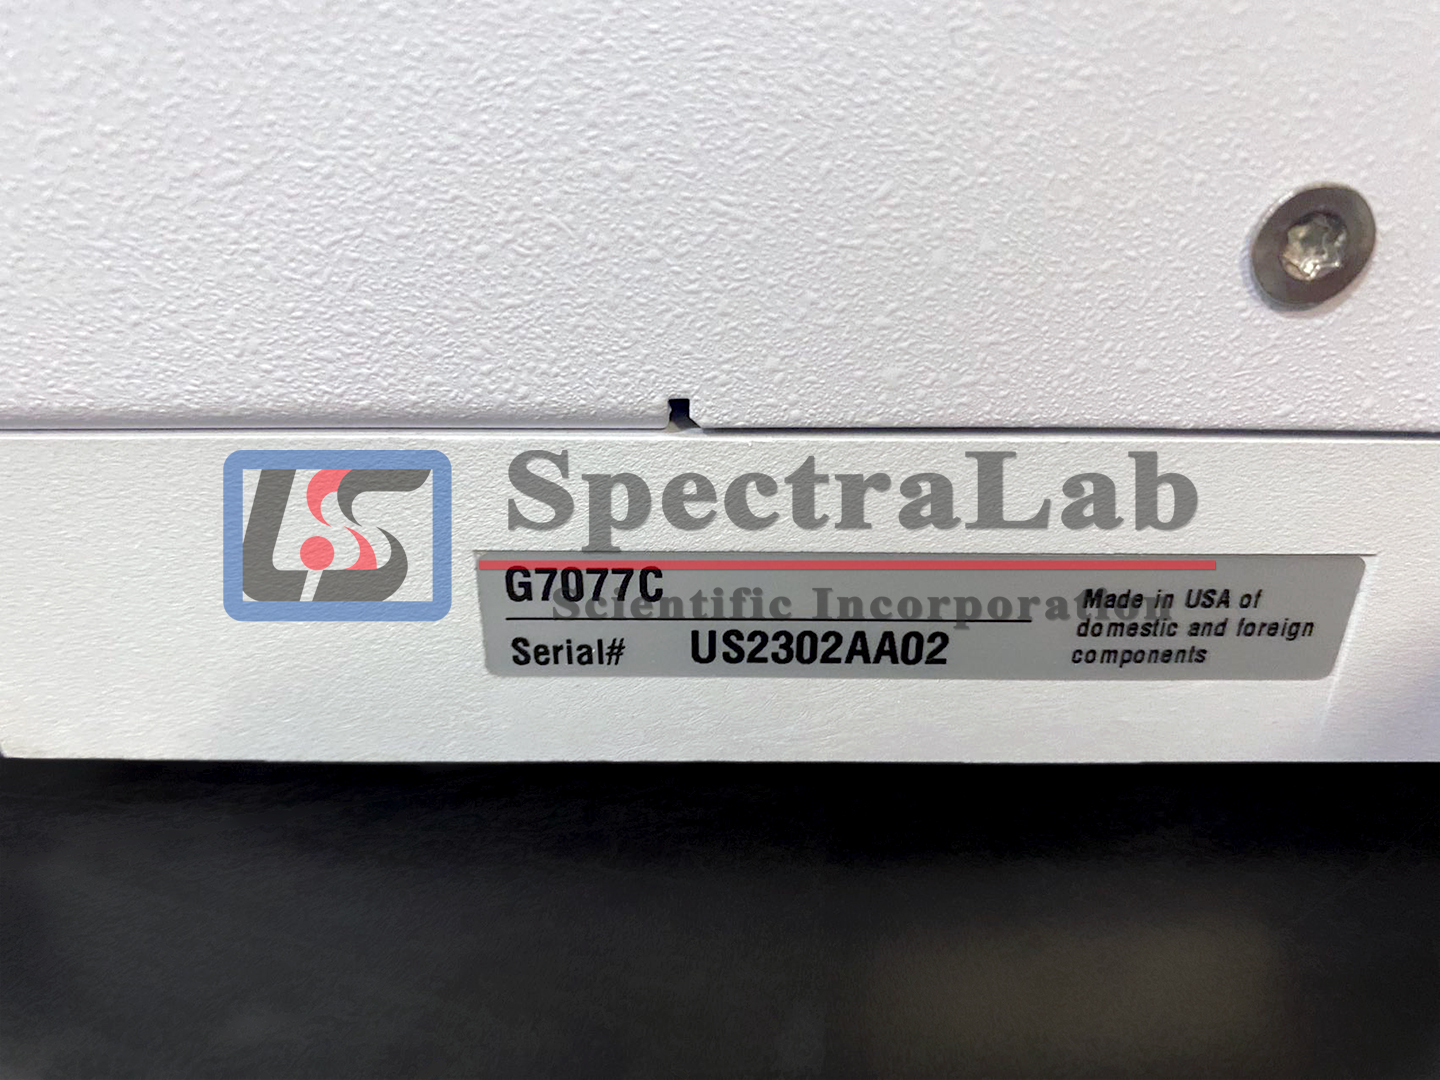 SpectraLab
Scientific Incorporation
G7077C
Serial# US2302AA02
Made in USA of
domestic and foreign
components